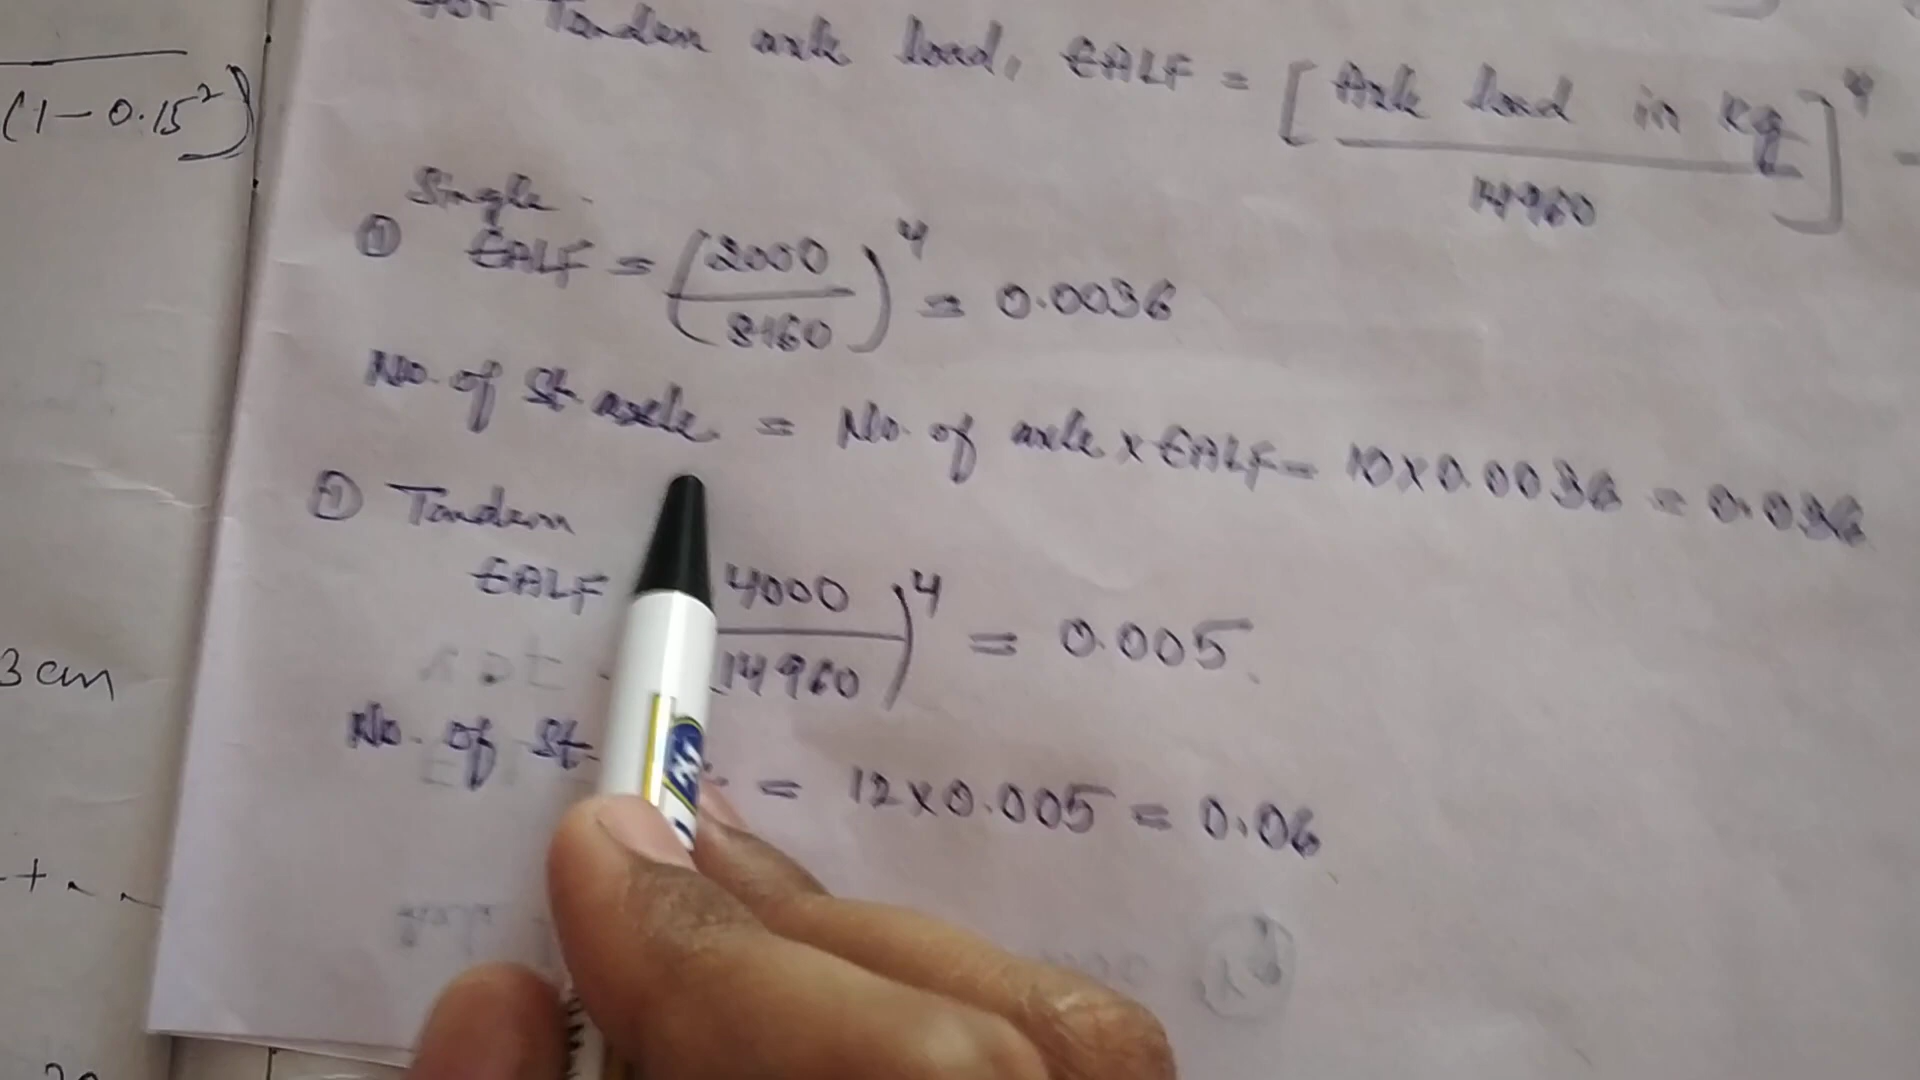 For Tandem axle load, EALF = [Axle load in kg / 14960]^4
(1-0.15²)
Single
① EALF = (2000 / 8160)^4 = 0.0036
No. of St. axle = No. of axle x EALF = 10x0.0036 = 0.036
Tandem
EALF 4000 / 14960)^4 = 0.005
3 cm
No. of St. = 12x0.005 = 0.06